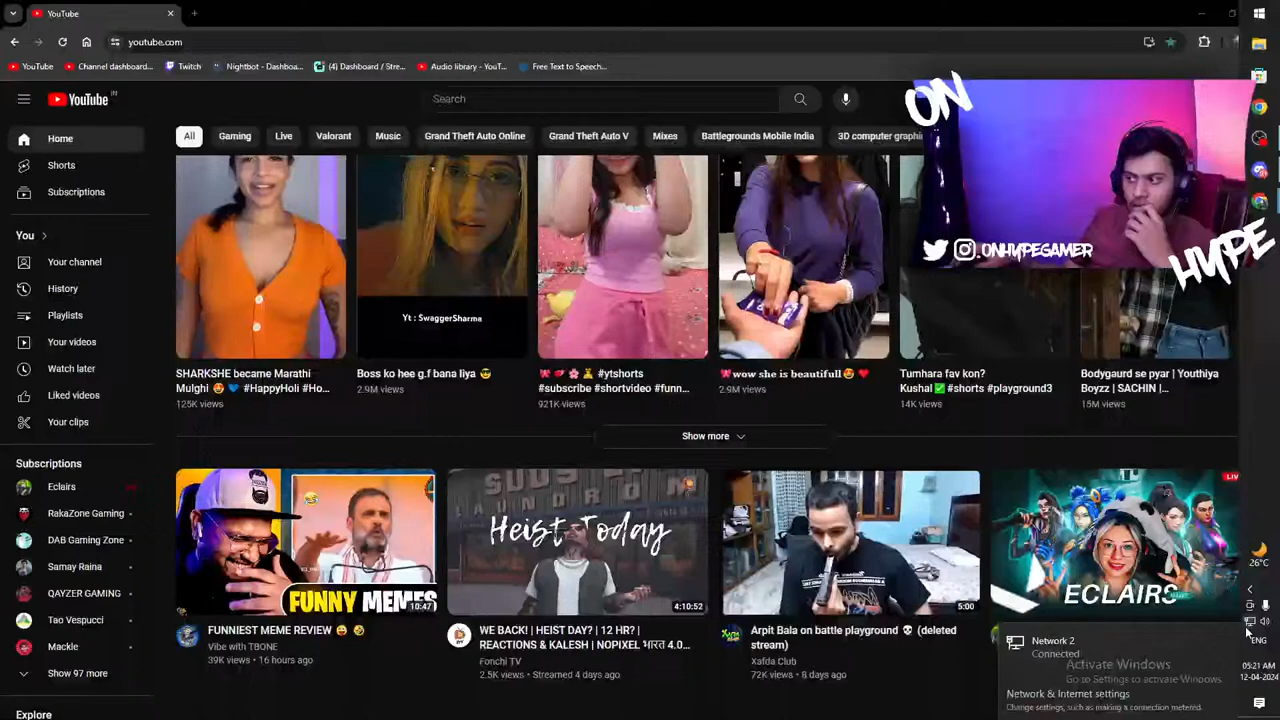 YouTube
youtube.com
YouTube
Channel dashboard...
Twitch
Nightbot - Dashboa...
(4) Dashboard / Stre...
Audio library - YouT...
Free Text to Speech...
YouTube IN
Search
ON
All
Gaming
Live
Valorant
Music
Grand Theft Auto Online
Grand Theft Auto V
Mixes
Battlegrounds Mobile India
3D computer graphi
Home
Shorts
Subscriptions
You
Your channel
History
Playlists
Your videos
Watch later
Liked videos
Your clips
Subscriptions
Eclairs
RakaZone Gaming
DAB Gaming Zone
Samay Raina
QAYZER GAMING
Tao Vespucci
Mackle
Show 97 more
Explore
ONHYPEGAMER
HYPE
Yt : SwaggerSharma
SHARKSHE became Marathi
Mulghi 🤩 💙 #HappyHoli #Ho...
125K views
Boss ko hee g.f bana liya 😎
2.9M views
#ytshorts
#subscribe #shortvideo #funn...
921K views
wow she is beautifull😍 ❤️
2.9M views
Tumhara fav kon?
Kushal✅ #shorts #playground3
14K views
Bodygaurd se pyar | Youthiya
Boyzz | SACHIN |...
15M views
Show more
FUNNY MEMES
10:47
FUNNIEST MEME REVIEW 😜 🤣
Vibe with TBONE
39K views • 16 hours ago
Heist Today
4:10:52
WE BACK! | HEIST DAY? | 12 HR? |
REACTIONS & KALESH | NOPIXEL भारत 4.0...
Fonchi TV
2.5K views • Streamed 4 days ago
5:00
Arpit Bala on battle playground 💀 (deleted
stream)
Xafda Club
72K views • 8 days ago
LIVE
ECLAIRS
Network 2
Connected
Activate Windows
Go to Settings to activate Windows.
Network & Internet settings
Change settings, such as making a connection metered.
26°C
ENG
05:21 AM
12-04-2024